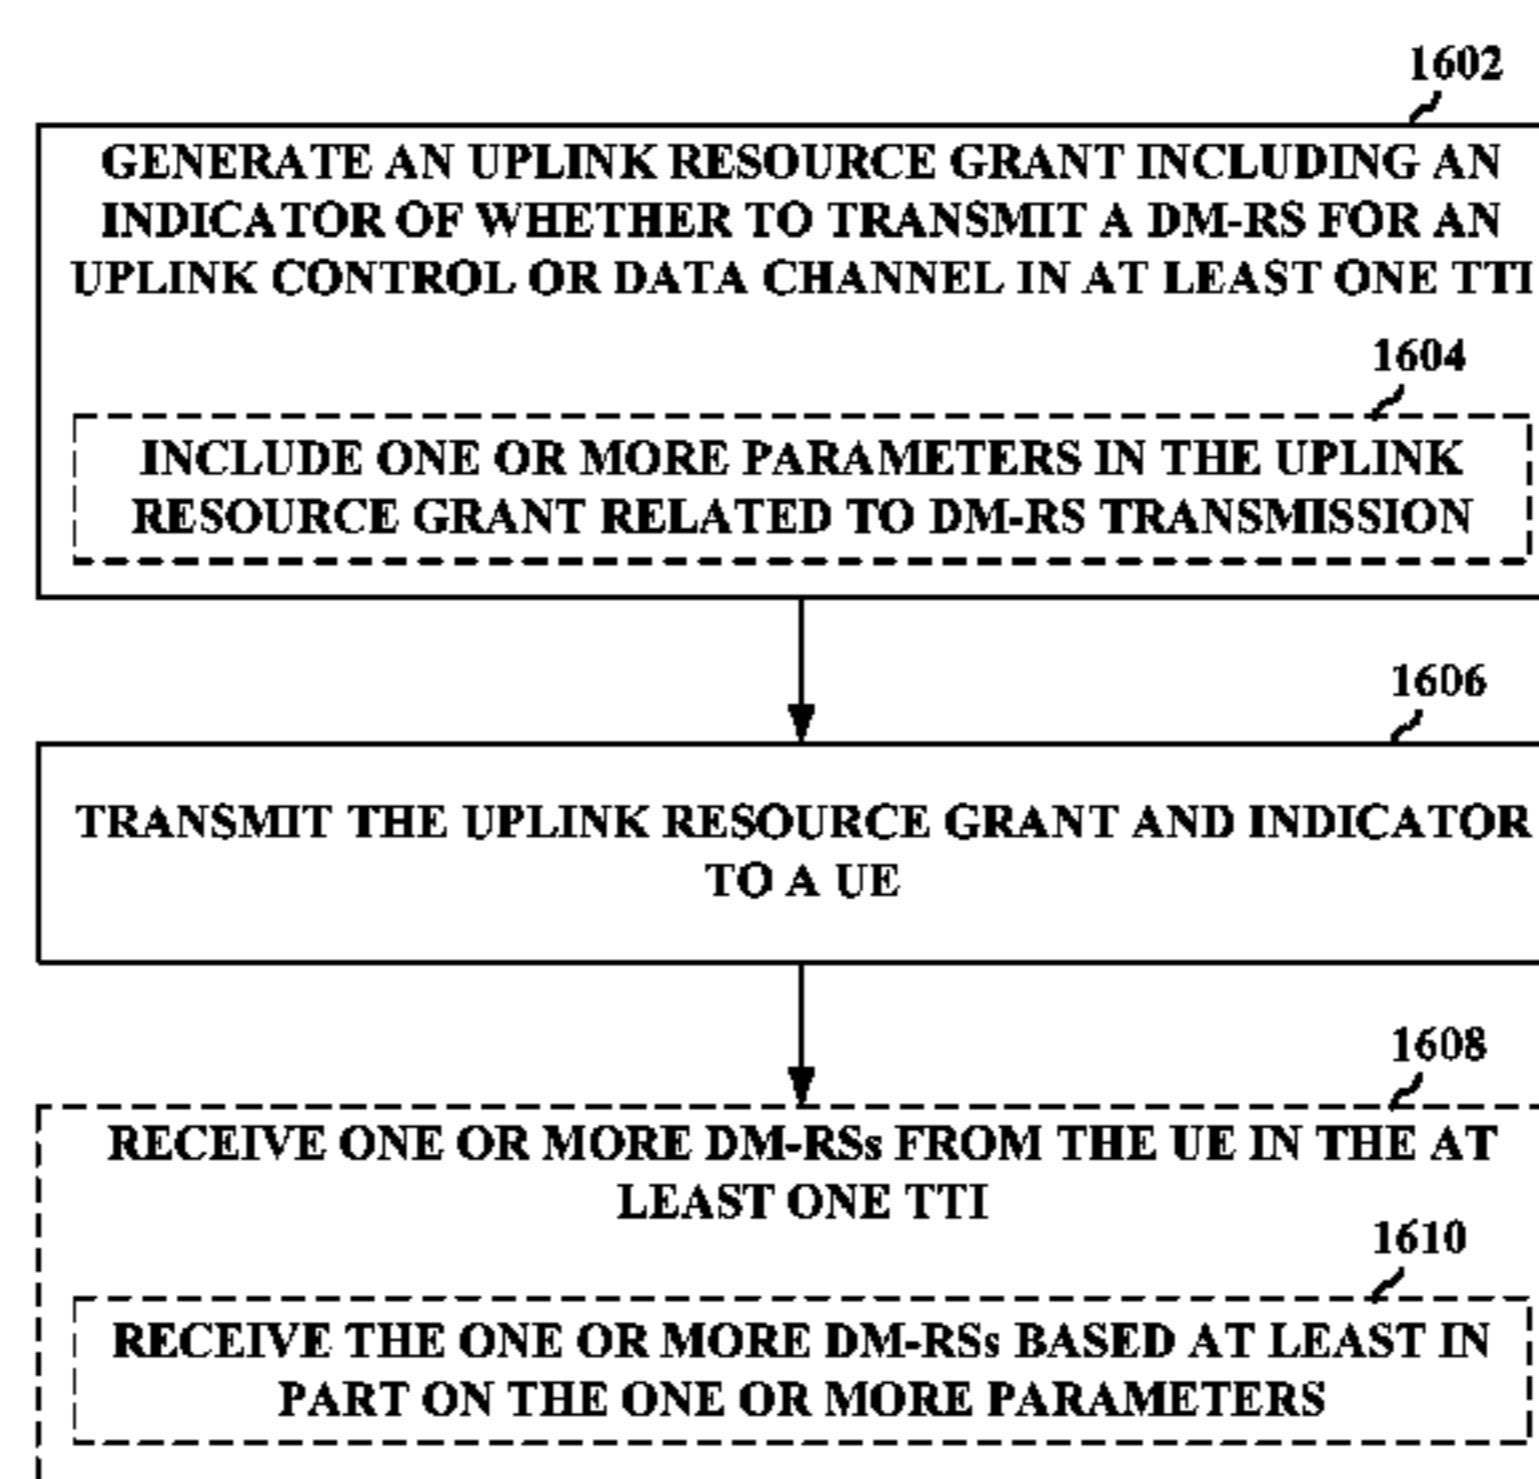 1602
GENERATE AN UPLINK RESOURCE GRANT INCLUDING AN
INDICATOR OF WHETHER TO TRANSMIT A DM-RS FOR AN
UPLINK CONTROL OR DATA CHANNEL IN AT LEAST ONE TTI
1604
INCLUDE ONE OR MORE PARAMETERS IN THE UPLINK
RESOURCE GRANT RELATED TO DM-RS TRANSMISSION
1606
TRANSMIT THE UPLINK RESOURCE GRANT AND INDICATOR
TO A UE
1608
RECEIVE ONE OR MORE DM-RSs FROM THE UE IN THE AT
LEAST ONE TTI
1610
RECEIVE THE ONE OR MORE DM-RSs BASED AT LEAST IN
PART ON THE ONE OR MORE PARAMETERS